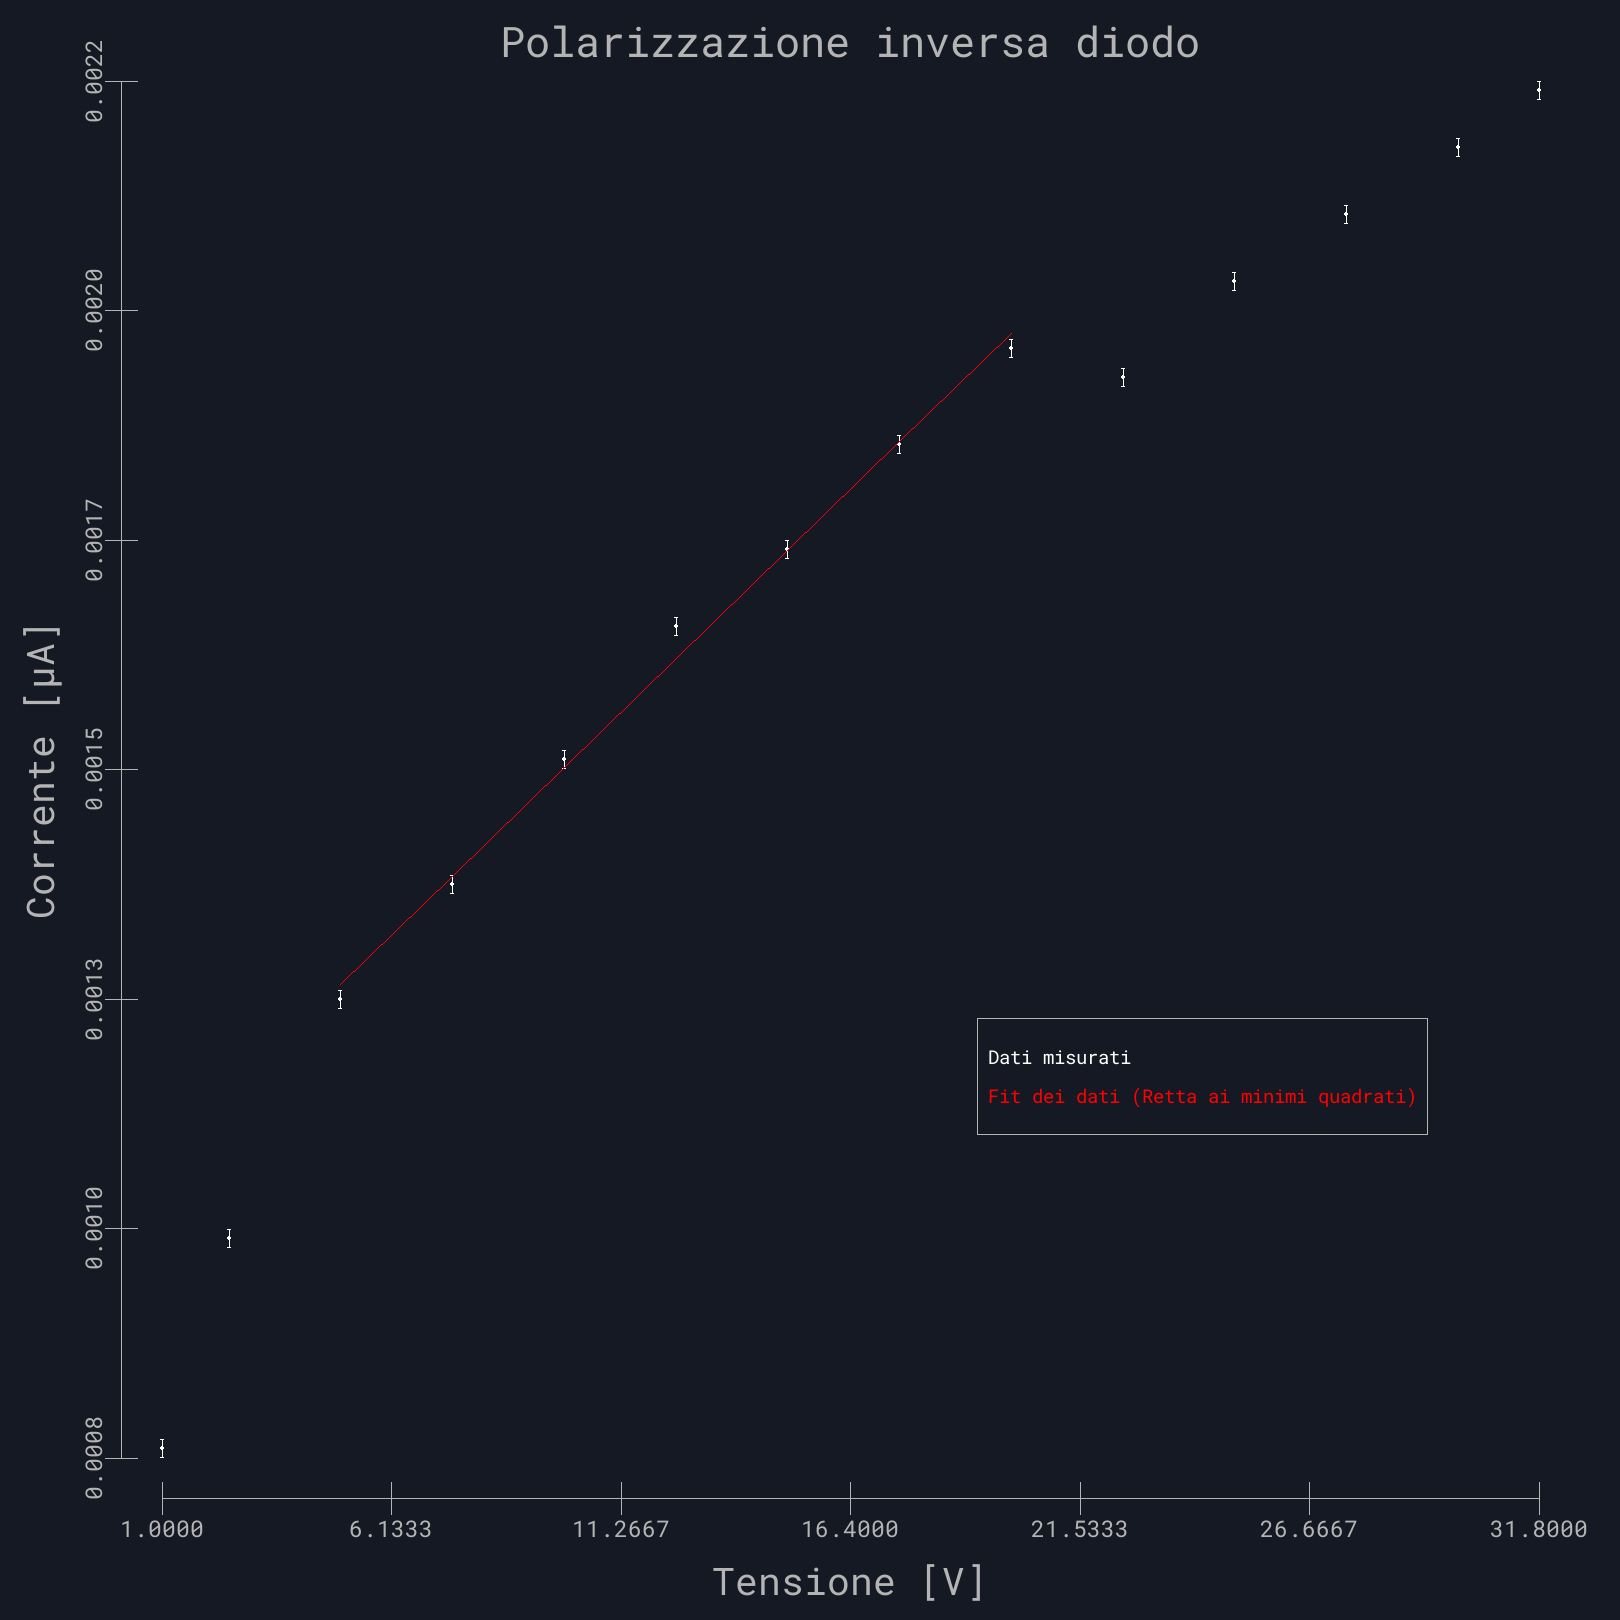 Polarizzazione inversa diodo
0.0022
0.0020
0.0017
0.0015
0.0013
0.0010
0.0008
Corrente [µA]
Dati misurati
Fit dei dati (Retta ai minimi quadrati)
1.0000 6.1333 11.2667 16.4000 21.5333 26.6667 31.8000
Tensione [V]